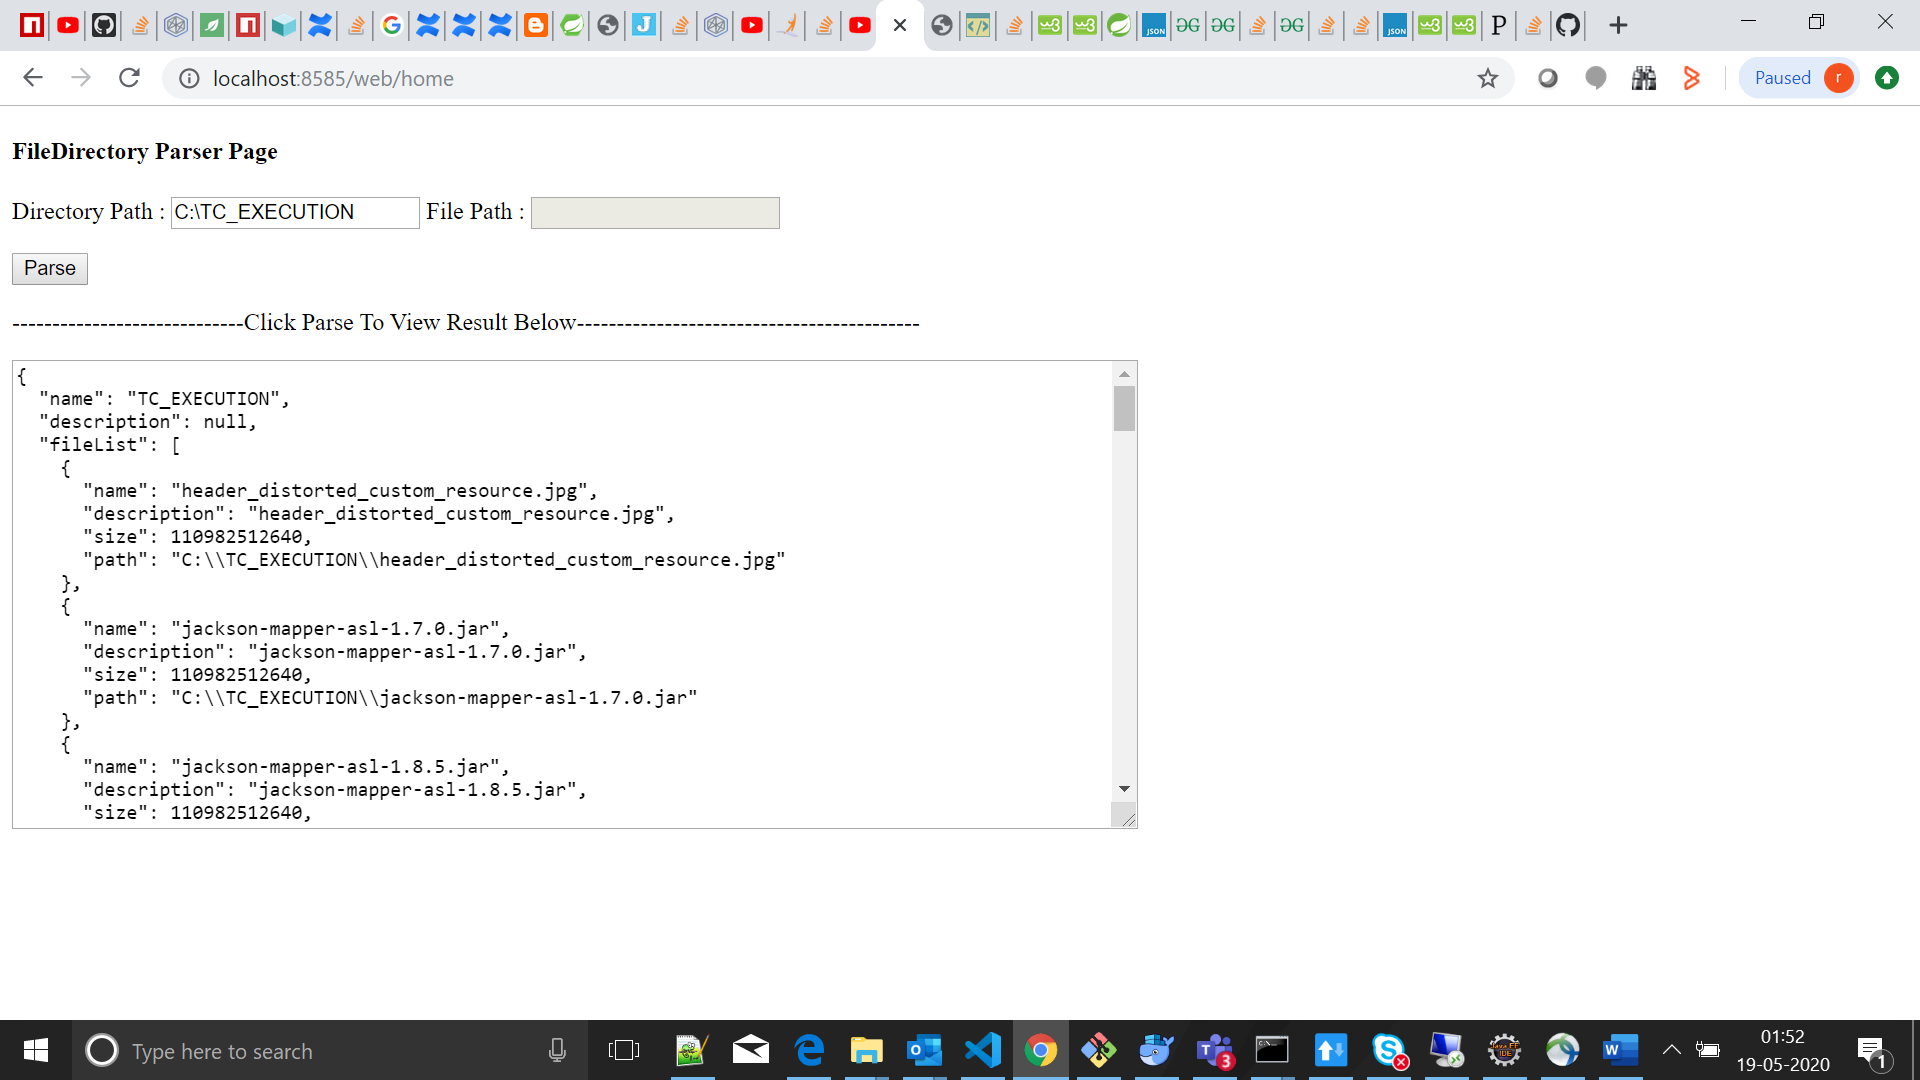 localhost:8585/web/home
Paused
r
FileDirectory Parser Page
Directory Path : C:\TC_EXECUTION File Path :
Parse
-----------------------------Click Parse To View Result Below-------------------------------------------
{
"name": "TC_EXECUTION",
"description": null,
"fileList": [
{
"name": "header_distorted_custom_resource.jpg",
"description": "header_distorted_custom_resource.jpg",
"size": 110982512640,
"path": "C:\\TC_EXECUTION\\header_distorted_custom_resource.jpg"
},
{
"name": "jackson-mapper-asl-1.7.0.jar",
"description": "jackson-mapper-asl-1.7.0.jar",
"size": 110982512640,
"path": "C:\\TC_EXECUTION\\jackson-mapper-asl-1.7.0.jar"
},
{
"name": "jackson-mapper-asl-1.8.5.jar",
"description": "jackson-mapper-asl-1.8.5.jar",
"size": 110982512640,
Type here to search
3
01:52
19-05-2020
1